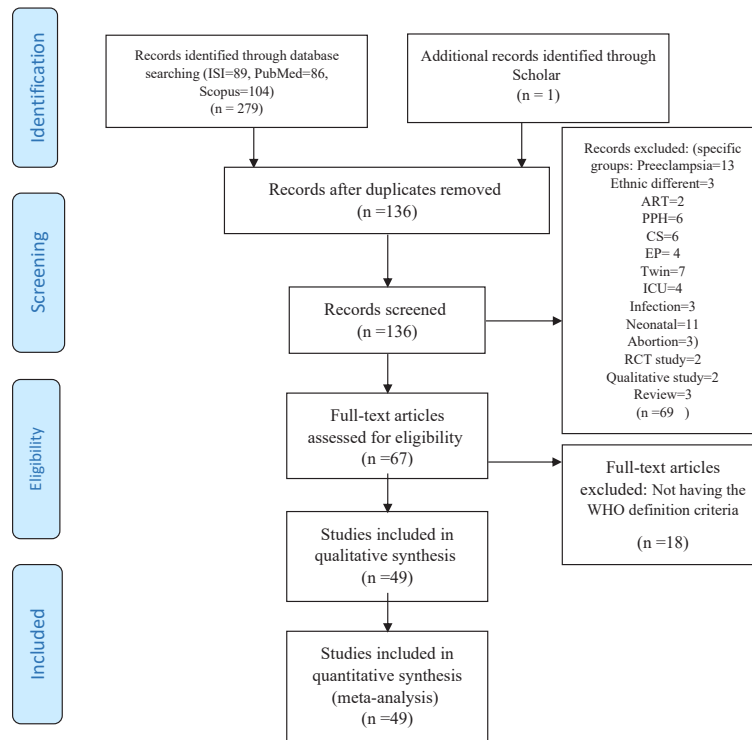 Identification
Records identified through database
searching (ISI=89, PubMed=86,
Scopus=104)
(n = 279)
Additional records identified through
Scholar
(n = 1)
Records after duplicates removed
(n =136)
Records excluded: (specific
groups: Preeclampsia=13
Ethnic different=3
ART=2
PPH=6
CS=6
EP= 4
Twin=7
ICU=4
Infection=3
Neonatal=11
Abortion=3)
RCT study=2
Qualitative study=2
Review=3
(n =69 )
Screening
Records screened
(n =136)
Eligibility
Full-text articles
assessed for eligibility
(n =67)
Full-text articles
excluded: Not having the
WHO definition criteria
(n =18)
Studies included in
qualitative synthesis
(n =49)
Included
Studies included in
quantitative synthesis
(meta-analysis)
(n =49)